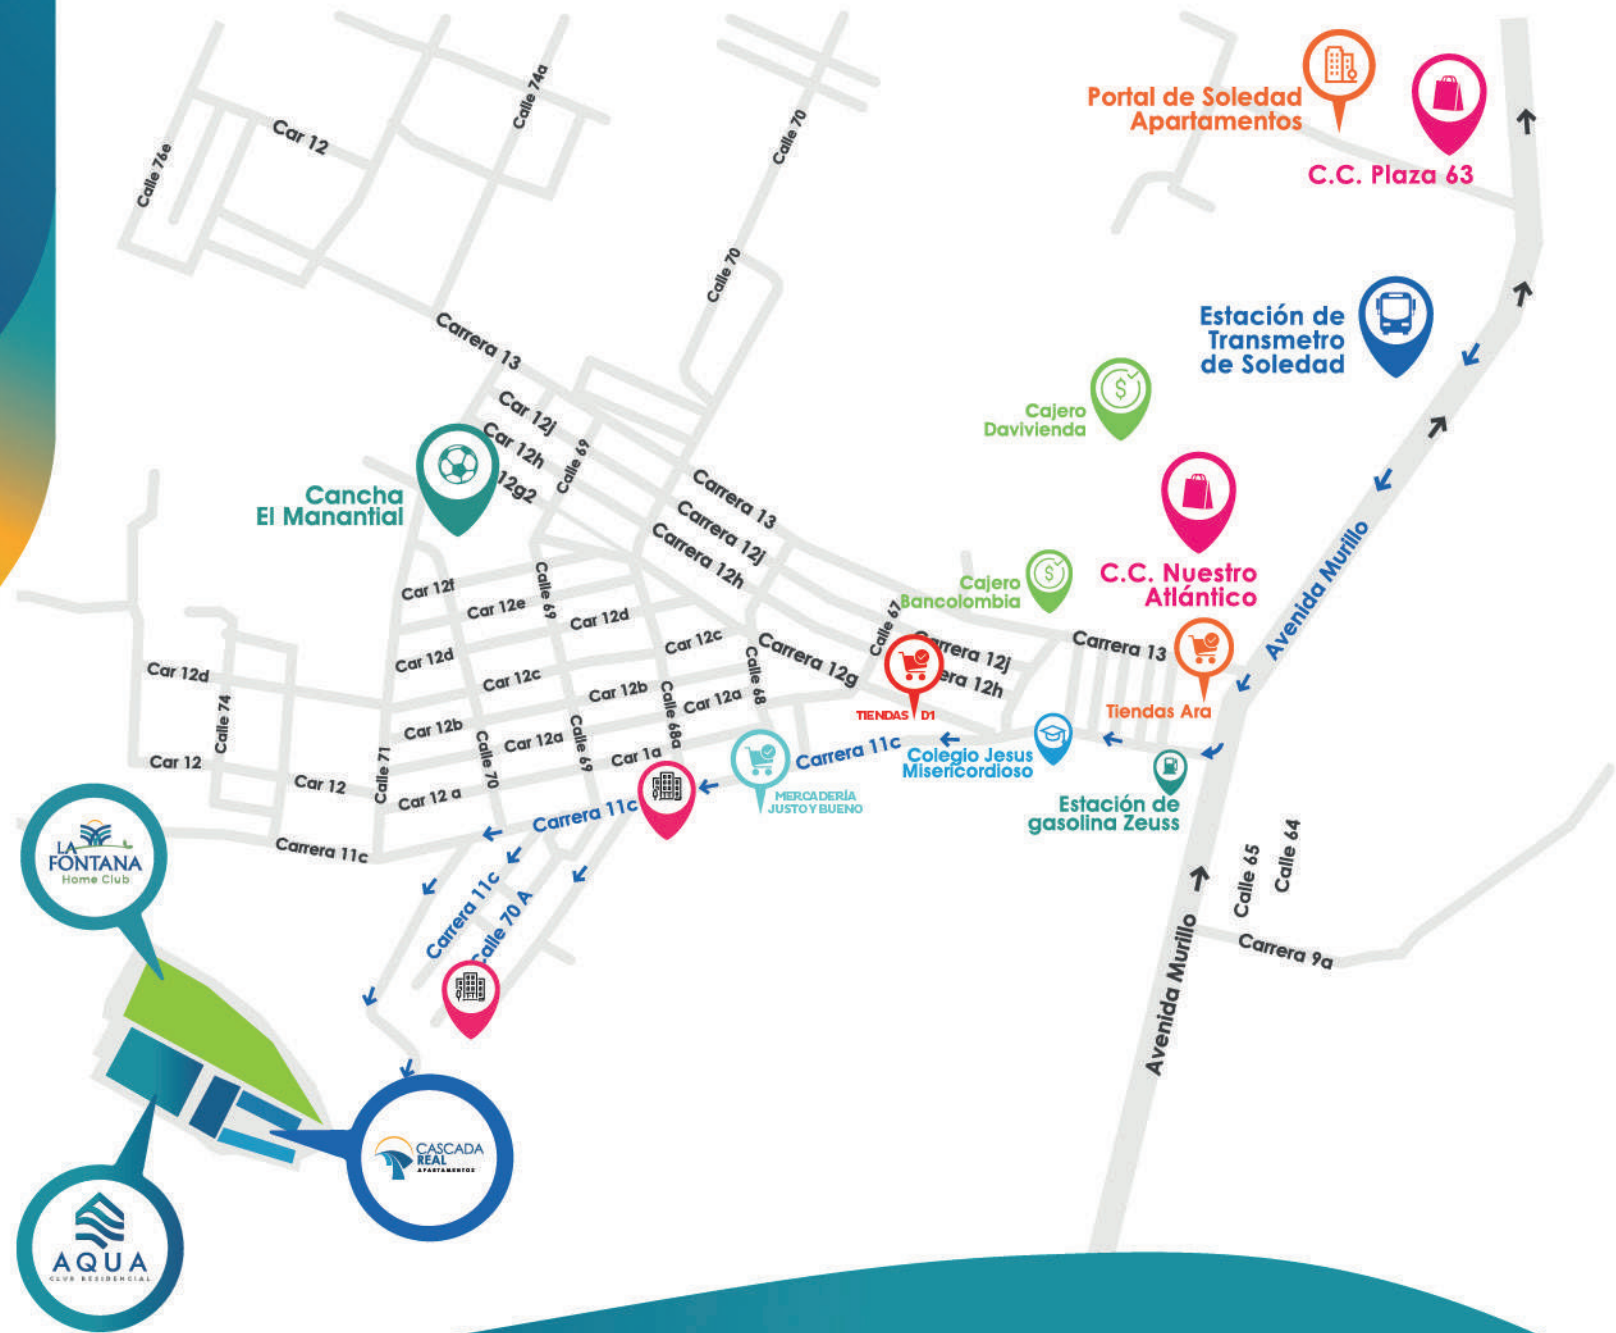 Portal de Soledad
Apartamentos
C.C. Plaza 63
Calle 74a
Calle 70
Car 12
Calle 76e
Calle 70
Estación de
Transmetro
de Soledad
Carrera 13
Cajero
Davivienda
Car 12j
Car 12h
12g2
Calle 69
Cancha
El Manantial
Carrera 13
Carrera 12j
Carrera 12h
Avenida Murillo
C.C. Nuestro
Atlántico
Cajero
Bancolombia
Car 12f
Car 12e
Calle 69
Car 12d
Calle 67
Carrera 12j
Carrera 13
Car 12d
Car 12d
Car 12c
Car 12c
Calle 68
Carrera 12g
era 12h
Car 12b
Car 12a
Calle 68a
TIENDAS D1
Tiendas Ara
Calle 74
Car 12b
Car 12a
Calle 69
Car 1a
Carrera 11c
Colegio Jesus
Misericordioso
Calle 71
Calle 70
Car 12
Car 12
Car 12 a
MERCADERÍA
JUSTO Y BUENO
Estación de
gasolina Zeuss
Carrera 11c
Carrera 11c
LA
FONTANA
Home Club
Carrera 11c
Calle 70 A
Calle 65
Calle 64
Carrera 9a
Avenida Murillo
CASCADA
REAL
APARTAMENTOS
AQUA
CLUB RESIDENCIAL